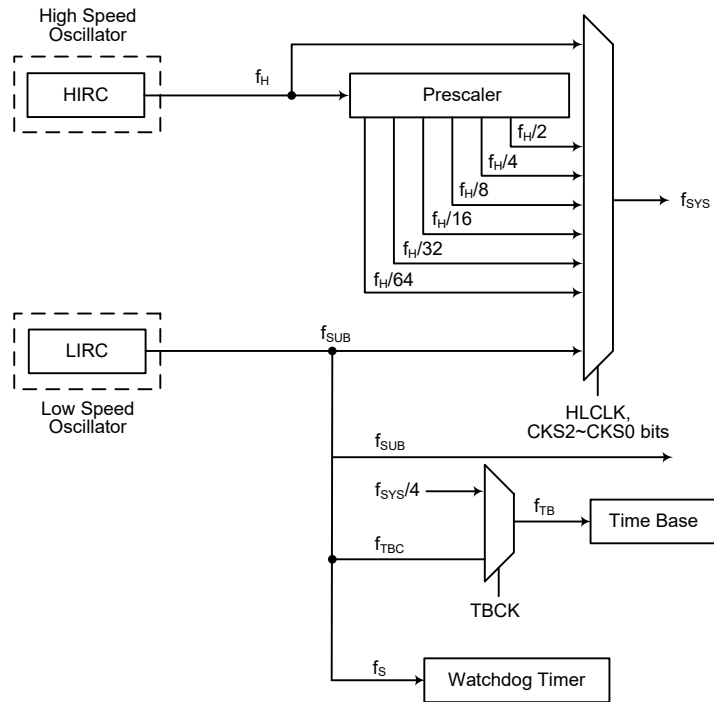 High Speed
Oscillator
HIRC
fH
Prescaler
fH/2
fH/4
fH/8
fH/16
fH/32
fH/64
fSYS
LIRC
fSUB
Low Speed
Oscillator
HLCLK,
CKS2~CKS0 bits
fSUB
fSYS/4
fTB
Time Base
fTBC
TBCK
fS
Watchdog Timer